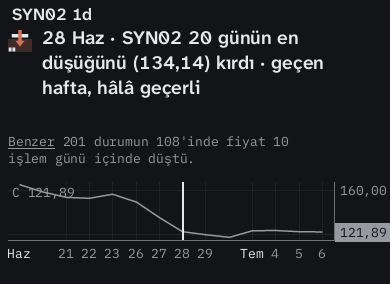 SYN02 1d
28 Haz · SYN02 20 günün en
düşüğünü (134,14) kırdı · geçen
hafta, hâlâ geçerli
Benzer 201 durumun 108'inde fiyat 10
işlem günü içinde düştü.
C 121,89
160,00
121,89
Haz 21 22 23 26 27 28 29 Tem 4 5 6